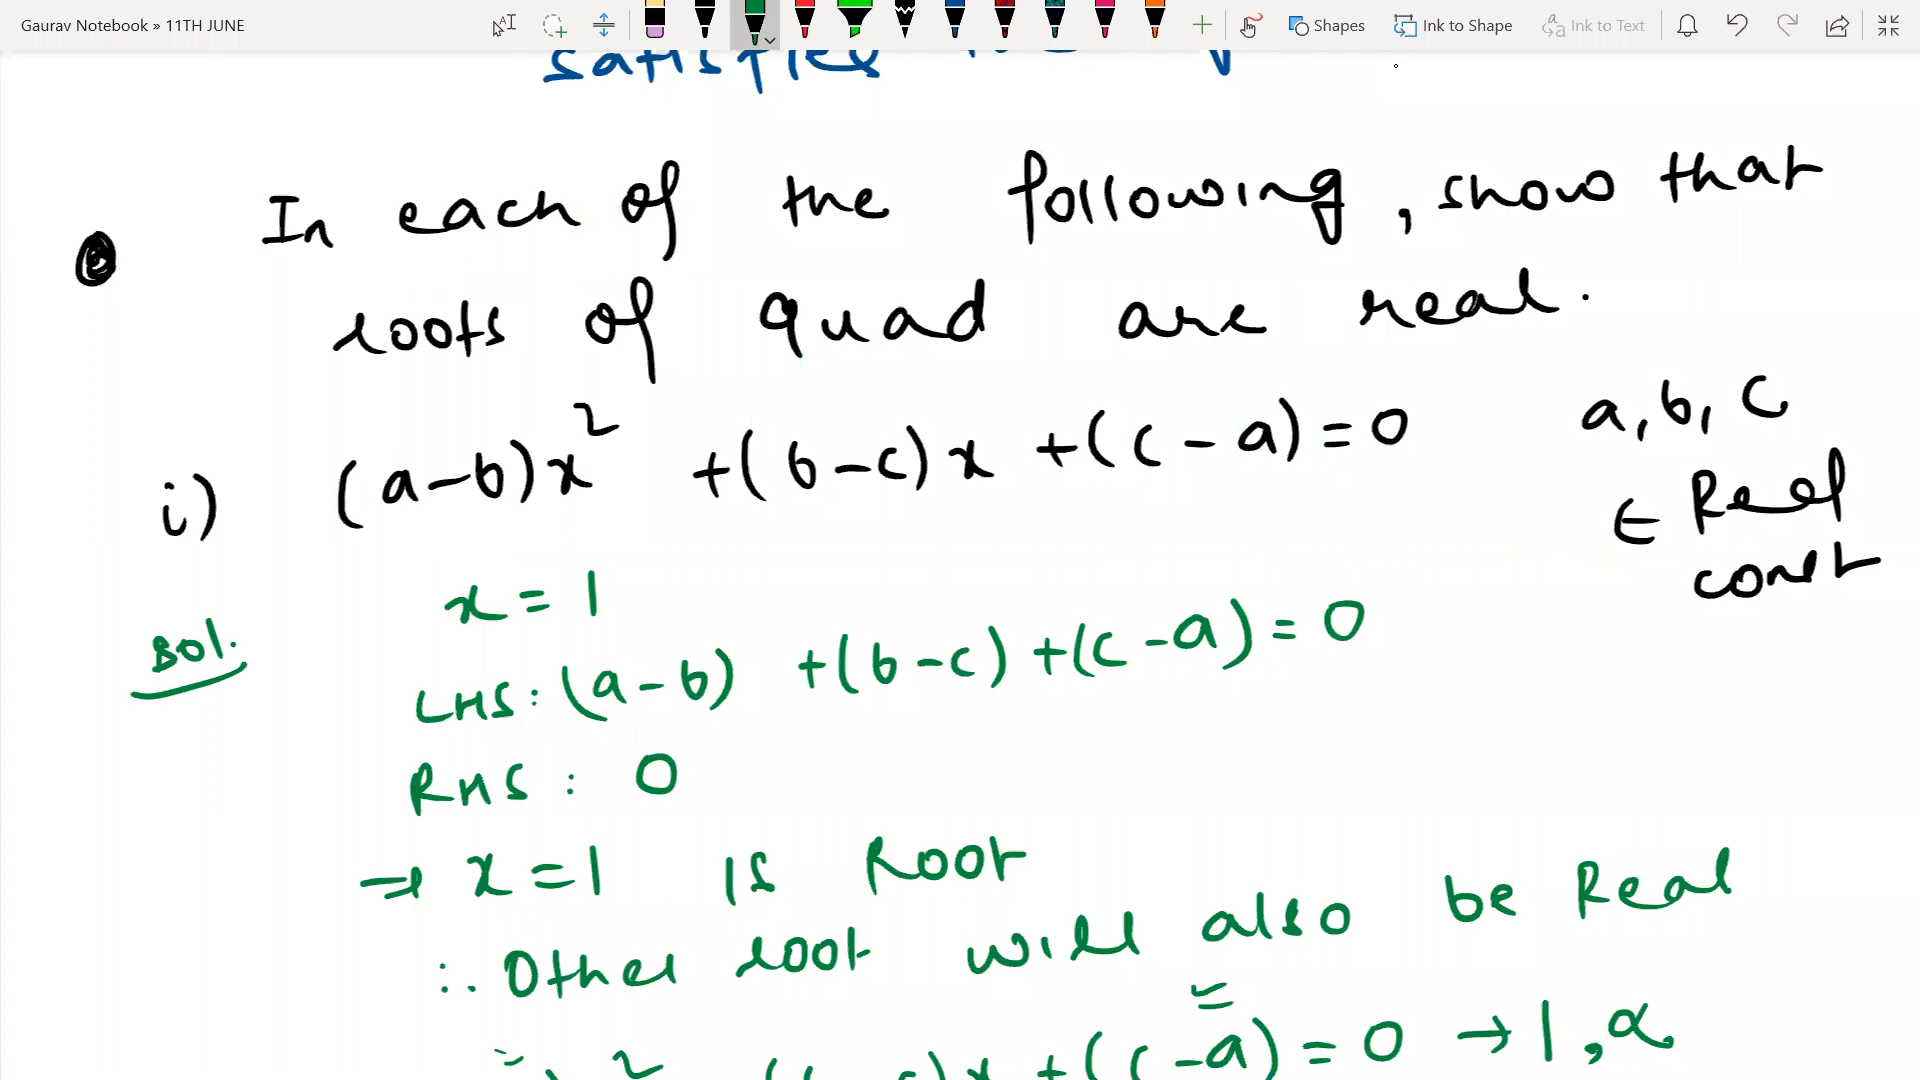 Gaurav Notebook » 11TH JUNE
Shapes
Ink to Shape
Ink to Text
satisfies
In each of the following, show that
roots of quad are real.
i) (a-b)x² + (b-c)x + (c-a) = 0
a, b, c
∈ Real
const
Sol.
x = 1
LHS: (a-b) + (b-c) + (c-a) = 0
RHS: 0
⇒ x = 1 is Root
∴ Other root will also be Real
x + (c-a) = 0 → 1, α